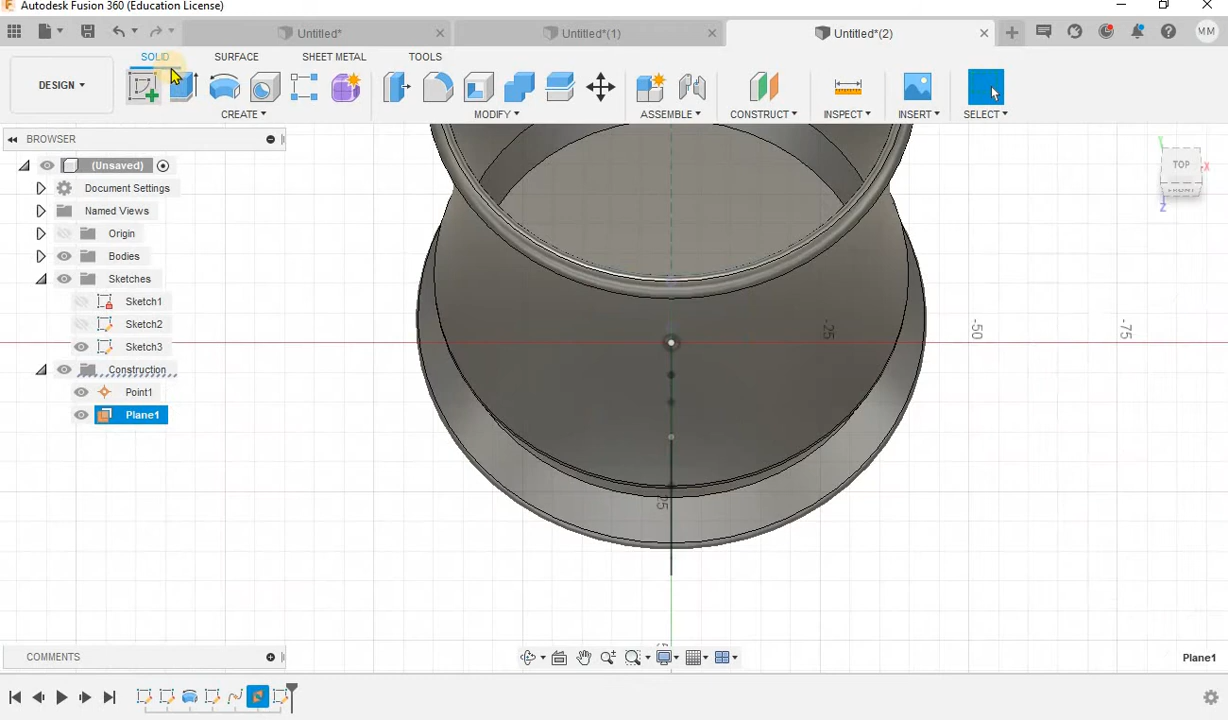 Autodesk Fusion 360 (Education License)
Untitled*
Untitled*(1)
Untitled*(2)
MM
SOLID
SURFACE
SHEET METAL
TOOLS
DESIGN
CREATE
MODIFY
ASSEMBLE
CONSTRUCT
INSPECT
INSERT
SELECT
BROWSER
(Unsaved)
Document Settings
Named Views
Origin
Bodies
Sketches
Sketch1
Sketch2
Sketch3
Construction
Point1
Plane1
Y
TOP
X
FRONT
Z
-25
-50
-75
25
COMMENTS
Plane1